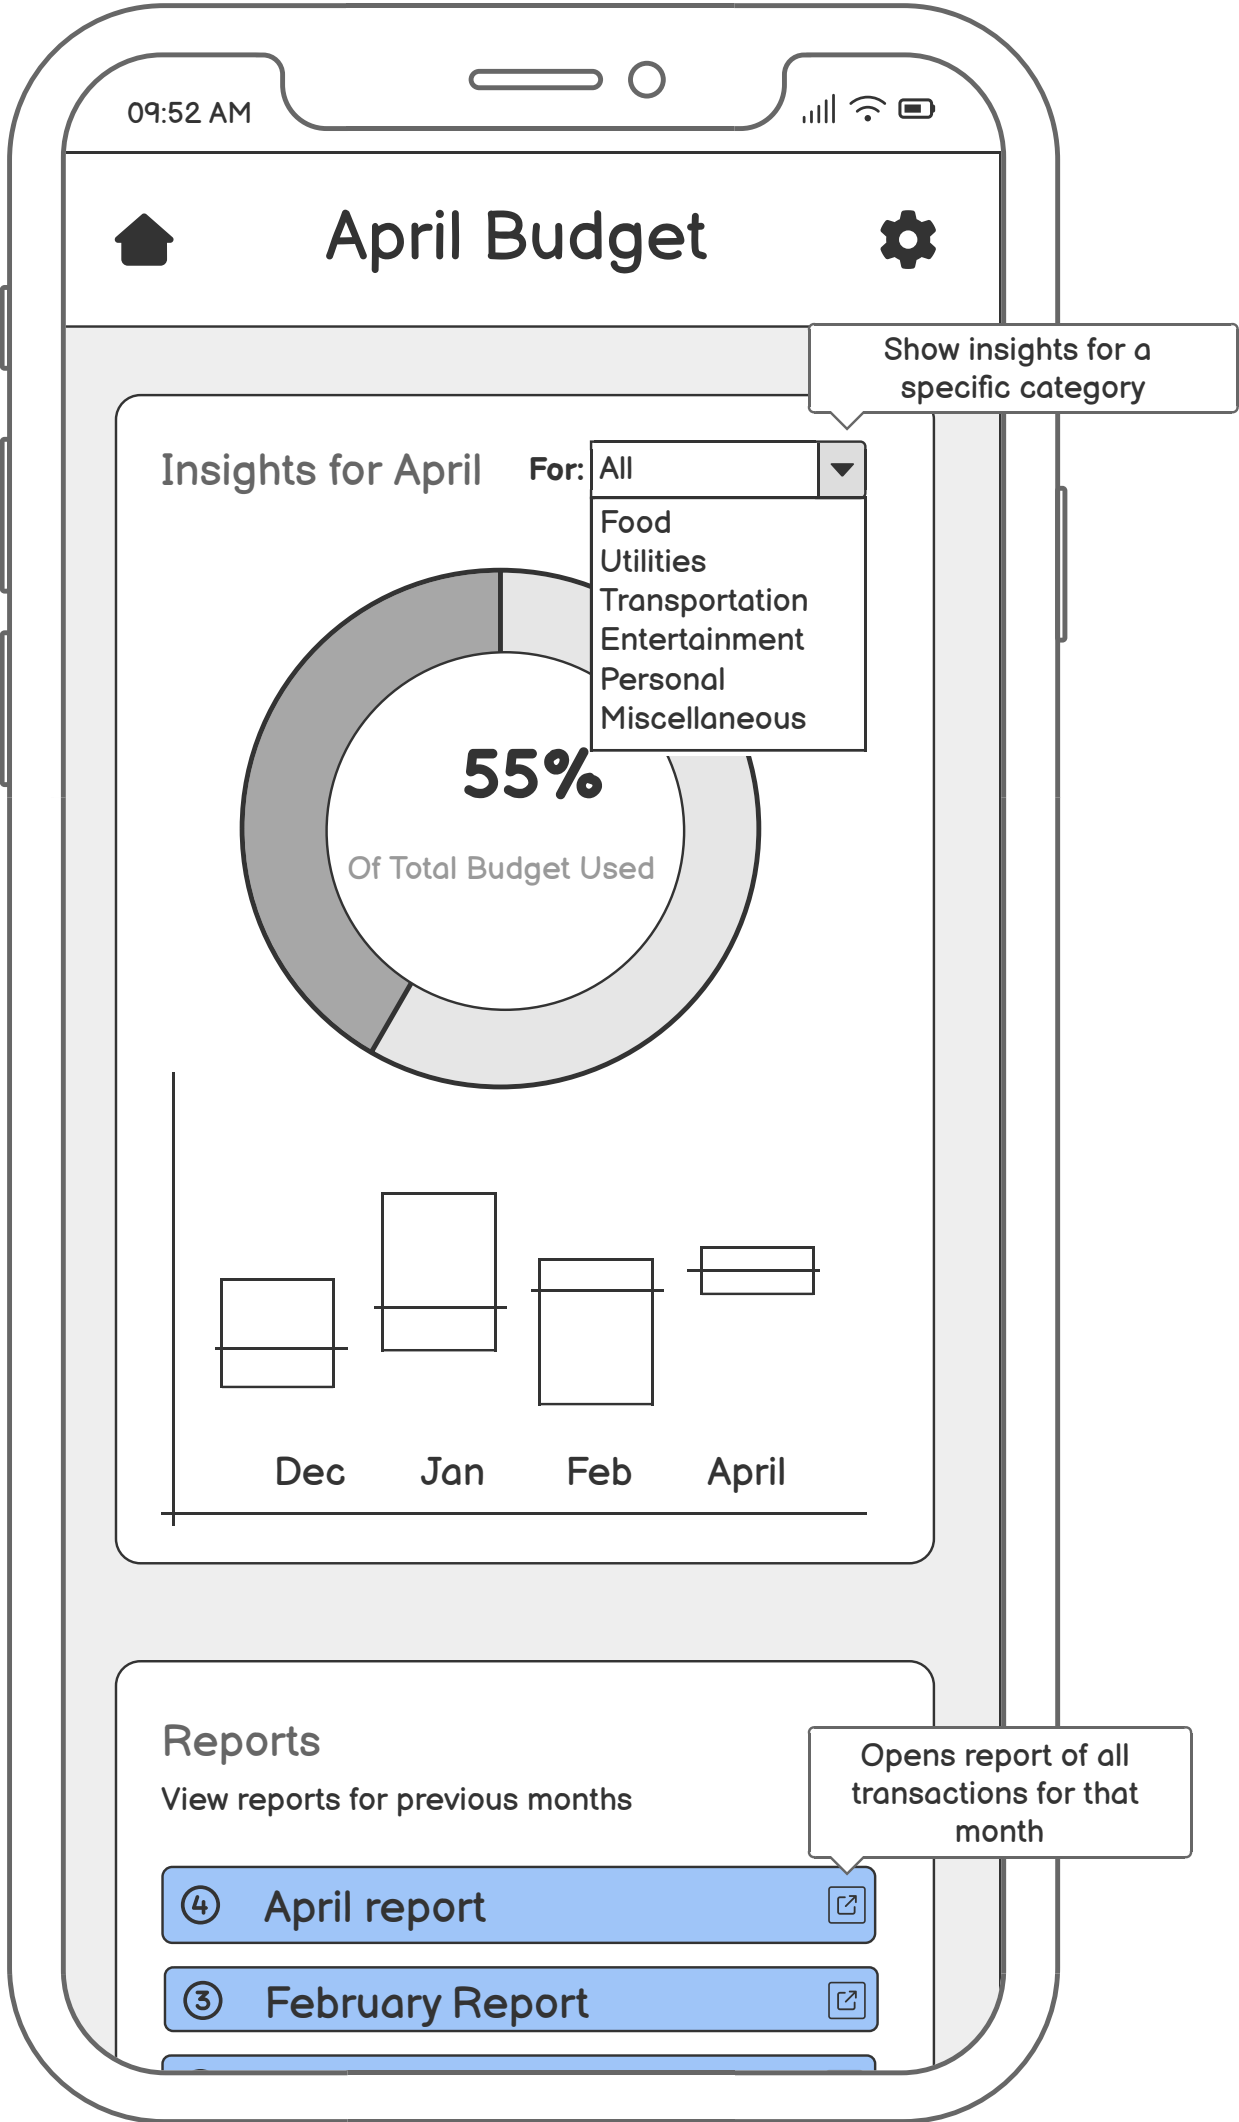 09:52 AM
April Budget
Show insights for a
specific category
Insights for April
For:
All
Food
Utilities
Transportation
Entertainment
Personal
Miscellaneous
55%
Of Total Budget Used
Dec
Jan
Feb
April
Reports
View reports for previous months
Opens report of all
transactions for that
month
4 April report
3 February Report